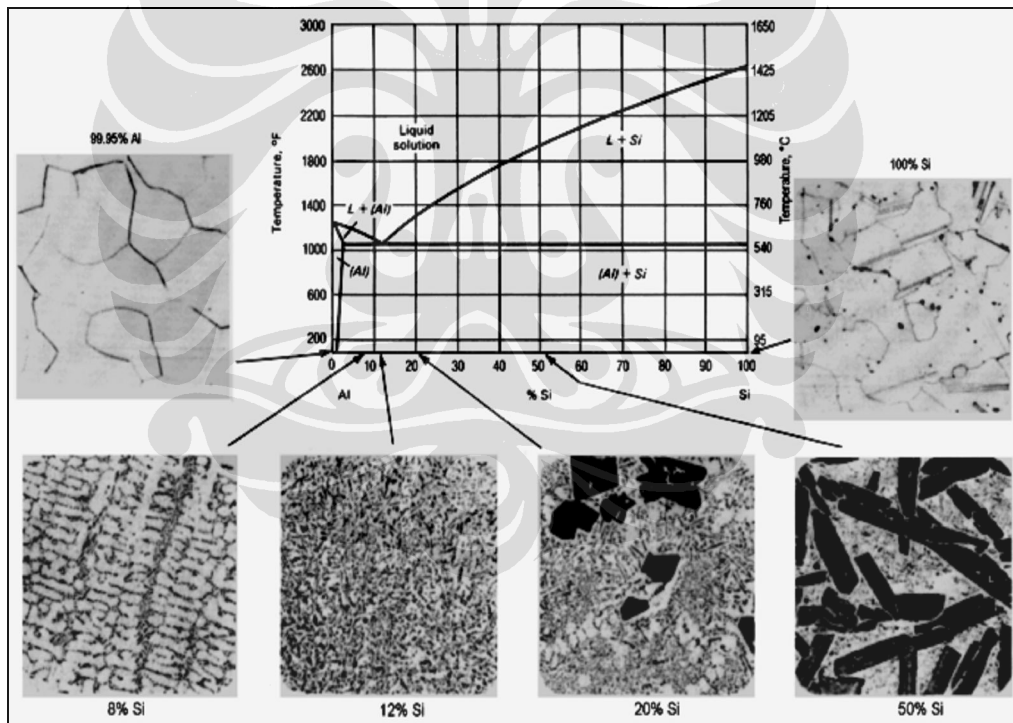 3000
2600
2200
1800
1400
1000
600
200
Temperature, °F
1650
1425
1205
980
760
540
315
95
Temperature, °C
Liquid
solution
L + Si
L + (Al)
(Al)
(Al) + Si
0 10 20 30 40 50 60 70 80 90 100
Al % Si Si
99.95% Al
100% Si
8% Si 12% Si 20% Si 50% Si